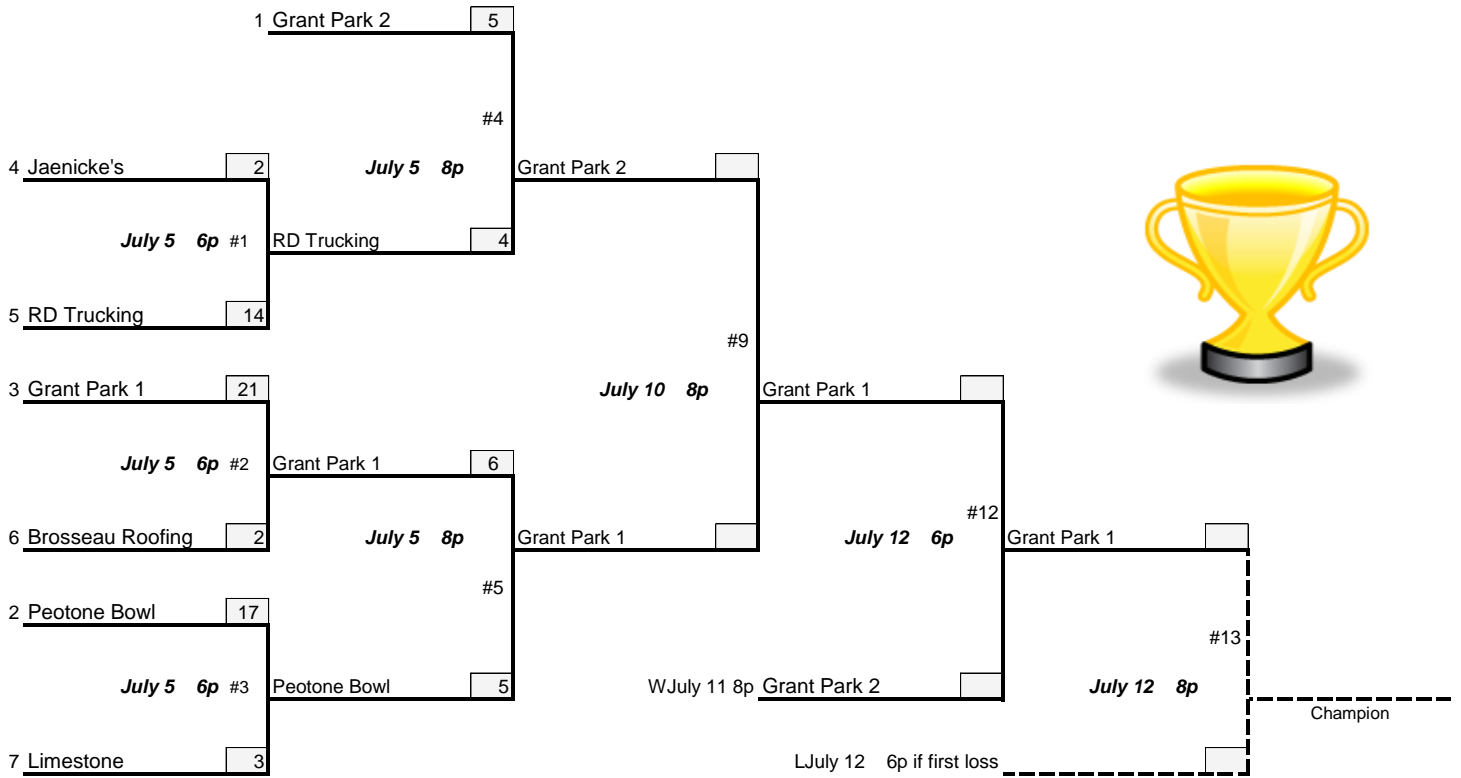 1 Grant Park 2 5
#4
4 Jaenicke's 2 July 5 8p Grant Park 2
July 5 6p #1 RD Trucking 4
5 RD Trucking 14
#9
3 Grant Park 1 21 July 10 8p Grant Park 1
July 5 6p #2 Grant Park 1 6
#12
6 Brosseau Roofing 2 July 5 8p Grant Park 1 July 12 6p Grant Park 1
#5
2 Peotone Bowl 17
#13
July 5 6p #3 Peotone Bowl 5 WJuly 11 8p Grant Park 2 July 12 8p
Champion
7 Limestone 3 LJuly 12 6p if first loss